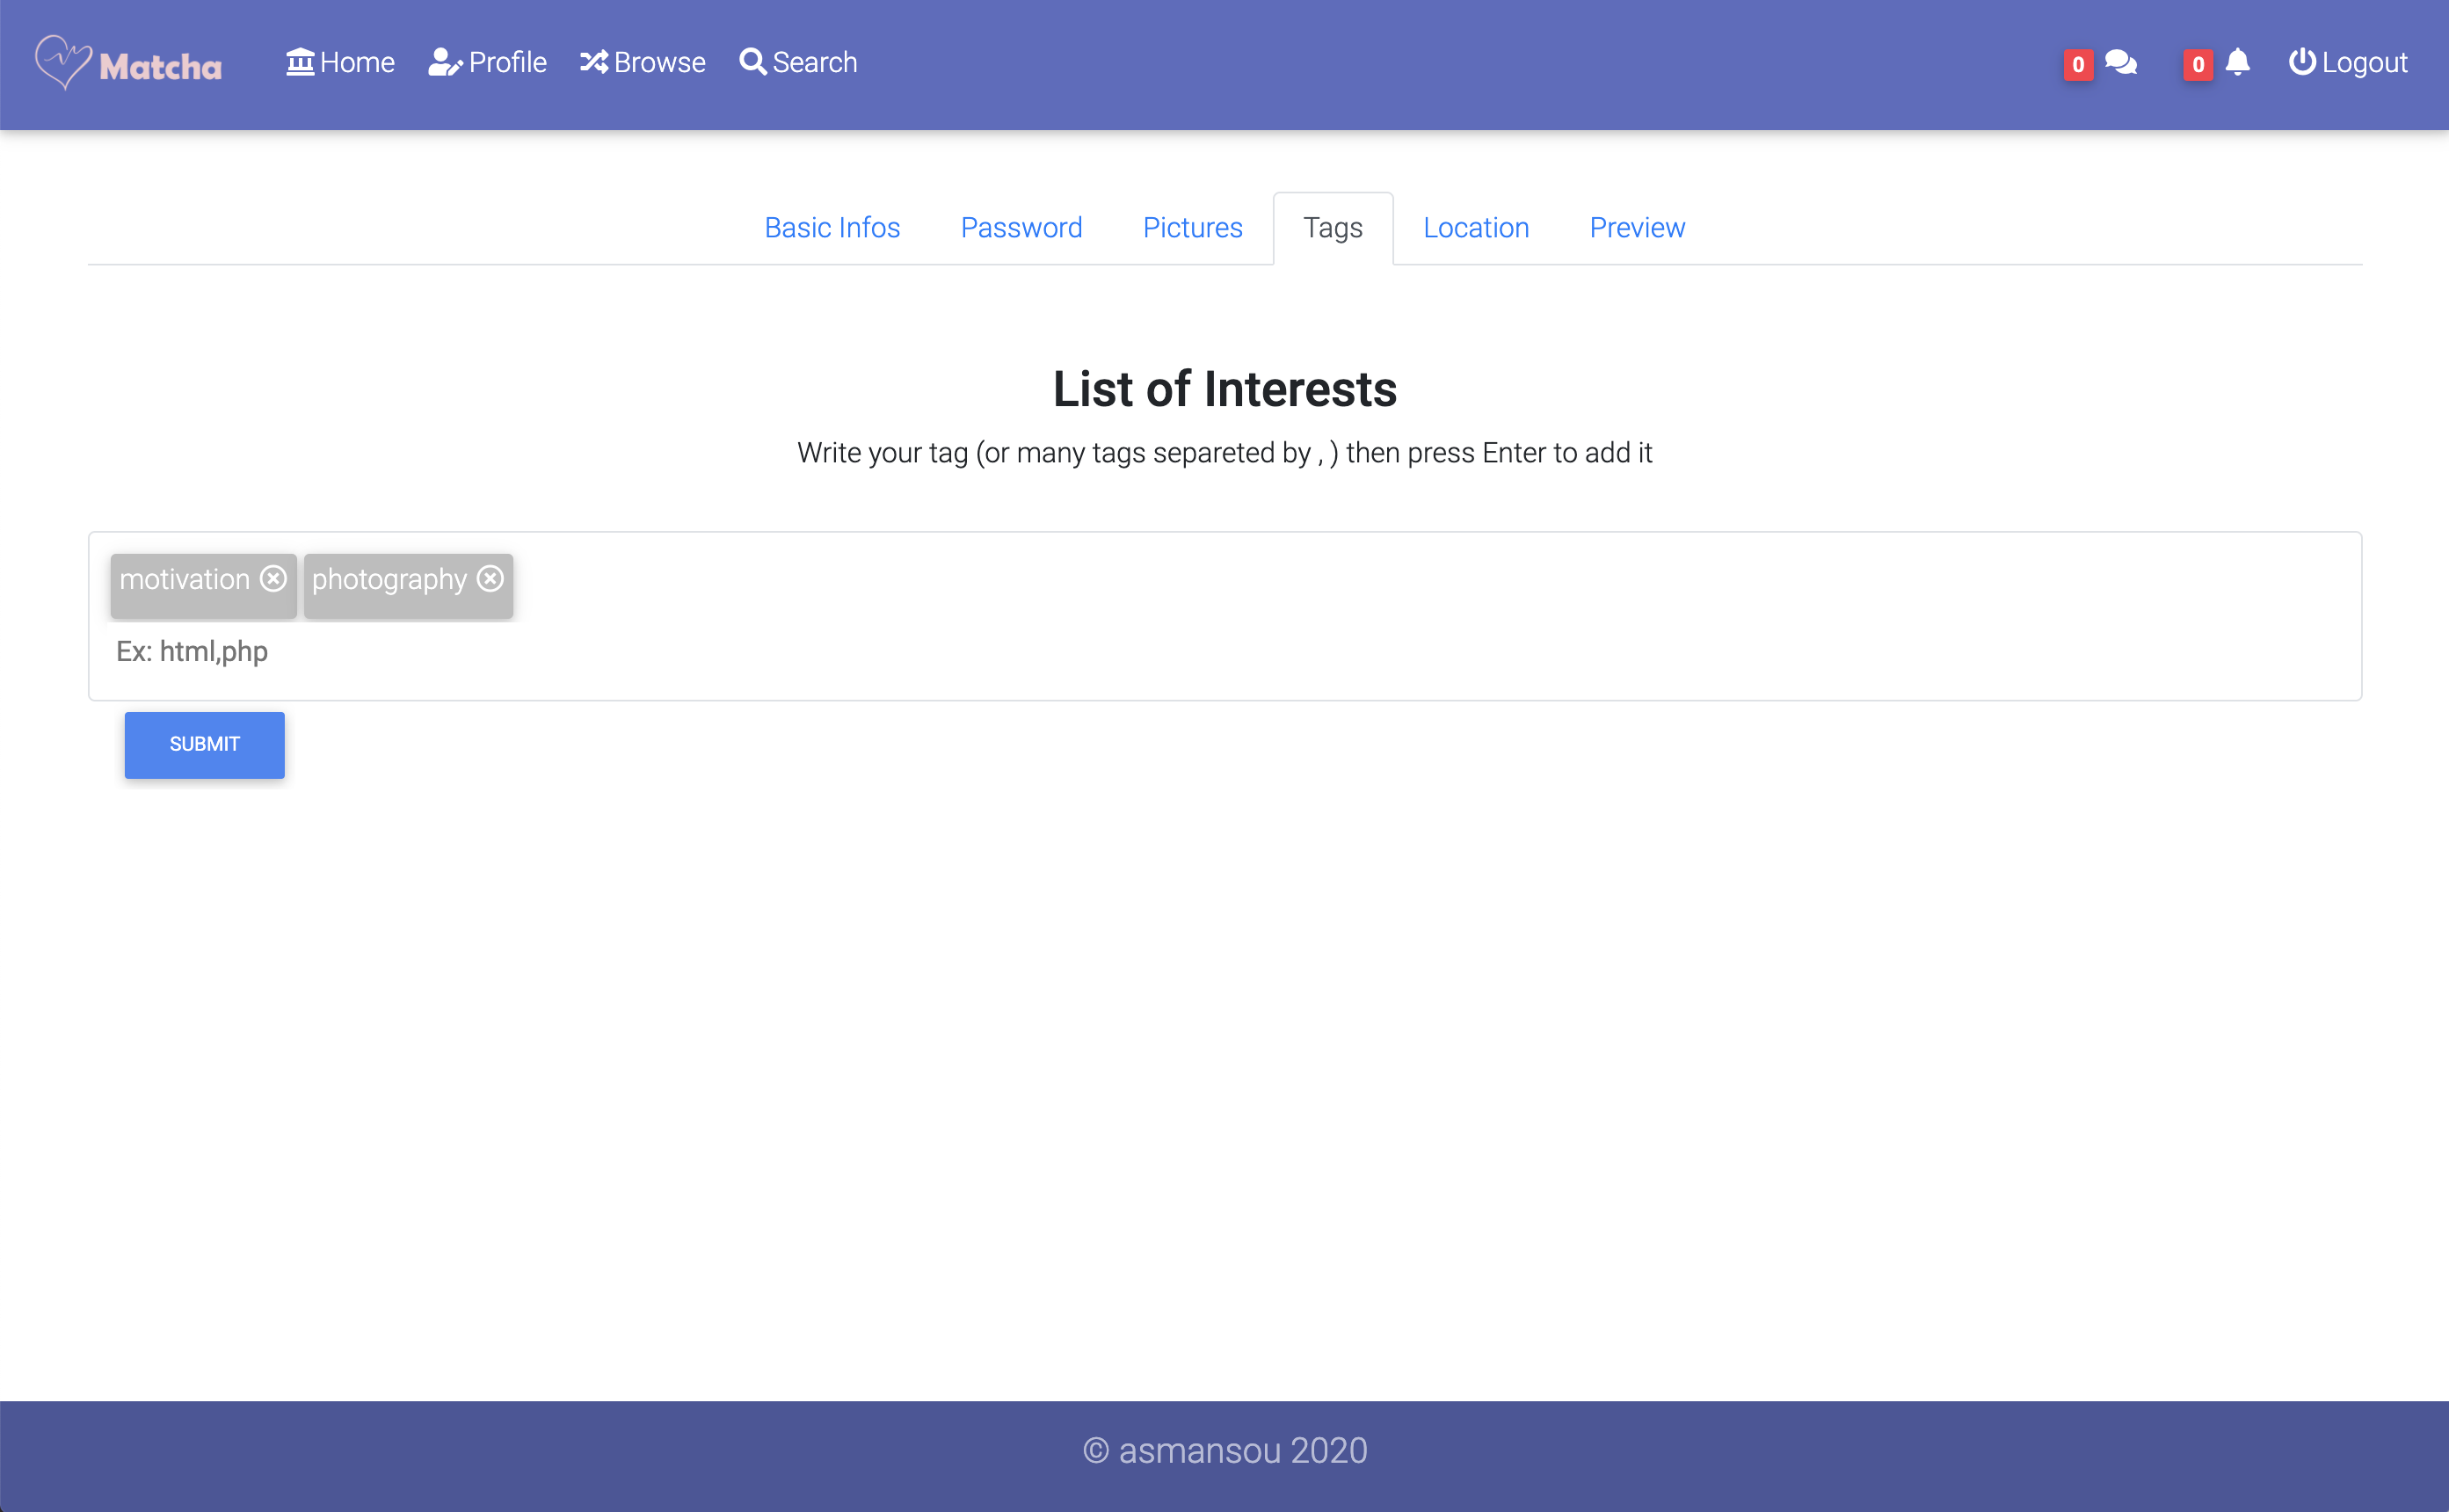 Matcha Home Profile Browse Search 0 0 Logout
Basic Infos Password Pictures Tags Location Preview
List of Interests
Write your tag (or many tags separeted by , ) then press Enter to add it
motivation photography
Ex: html,php
SUBMIT
© asmansou 2020